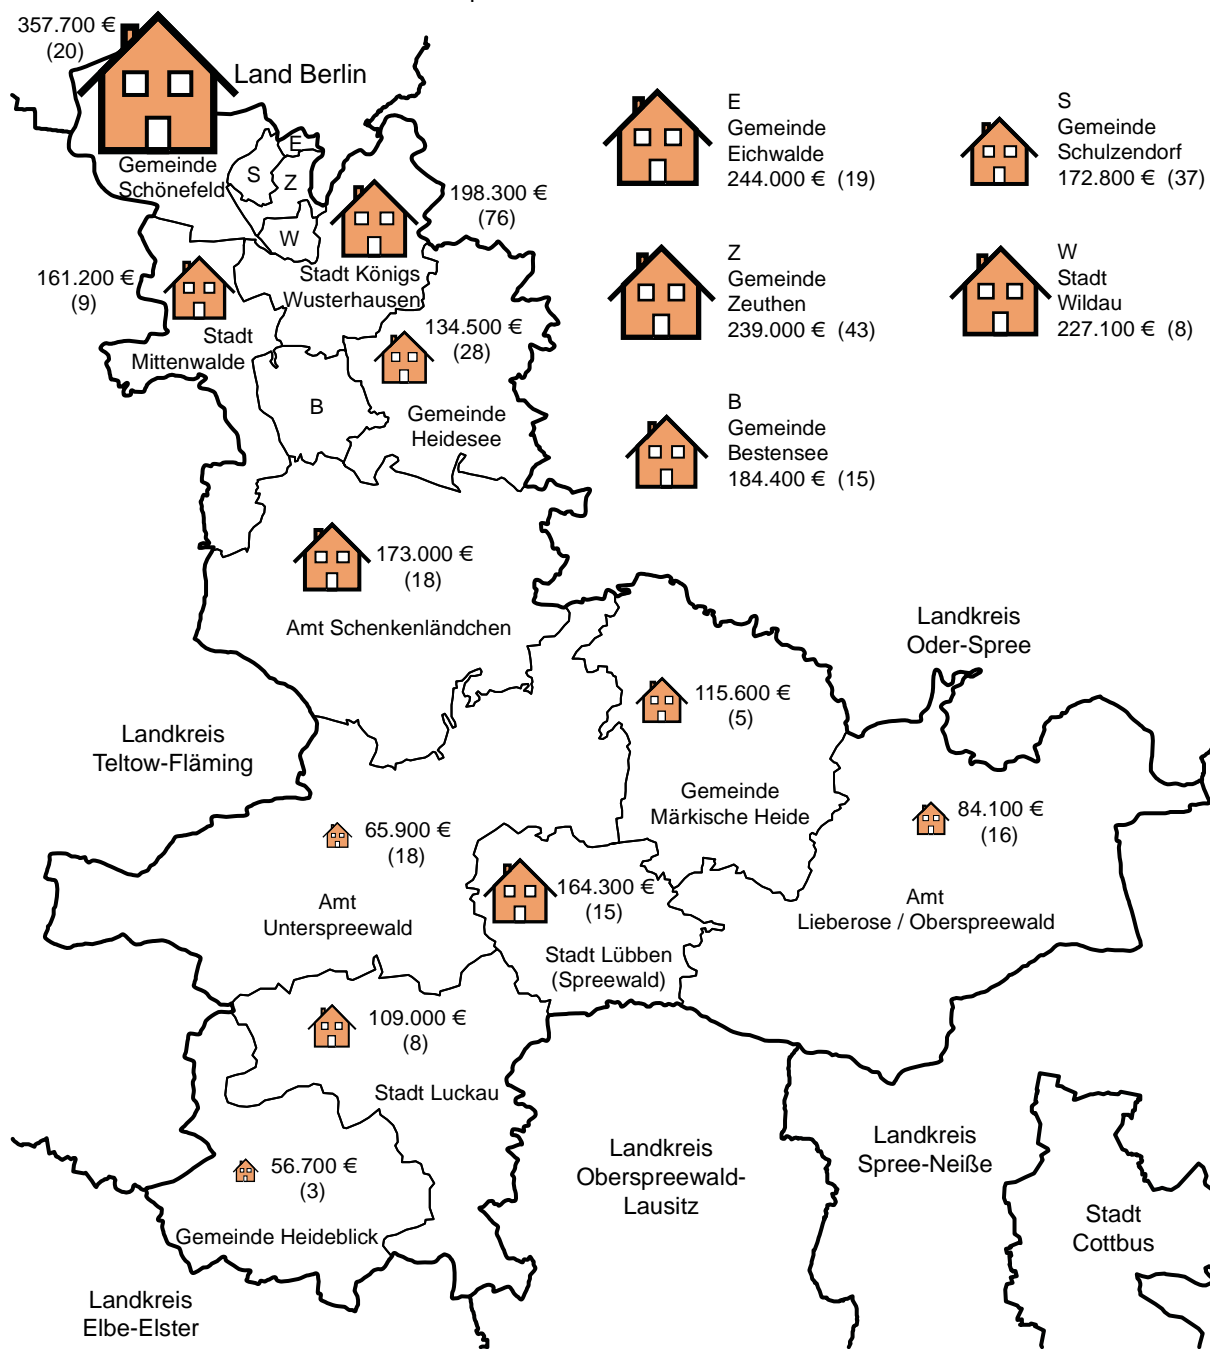 357.700 €
(20)
Land Berlin
Gemeinde
Schönefeld
E
S
Z
W
198.300 €
(76)
Stadt Königs
Wusterhausen
161.200 €
(9)
Stadt
Mittenwalde
134.500 €
(28)
B
Gemeinde
Heidesee
E
Gemeinde
Eichwalde
244.000 € (19)
S
Gemeinde
Schulzendorf
172.800 € (37)
Z
Gemeinde
Zeuthen
239.000 € (43)
W
Stadt
Wildau
227.100 € (8)
B
Gemeinde
Bestensee
184.400 € (15)
173.000 €
(18)
Amt Schenkenländchen
Landkreis
Oder-Spree
115.600 €
(5)
Landkreis
Teltow-Fläming
Gemeinde
Märkische Heide
84.100 €
(16)
65.900 €
(18)
Amt
Unterspreewald
164.300 €
(15)
Amt
Lieberose / Oberspreewald
Stadt Lübben
(Spreewald)
109.000 €
(8)
Stadt Luckau
Landkreis
Oberspreewald-
Lausitz
Landkreis
Spree-Neiße
56.700 €
(3)
Gemeinde Heideblick
Stadt
Cottbus
Landkreis
Elbe-Elster